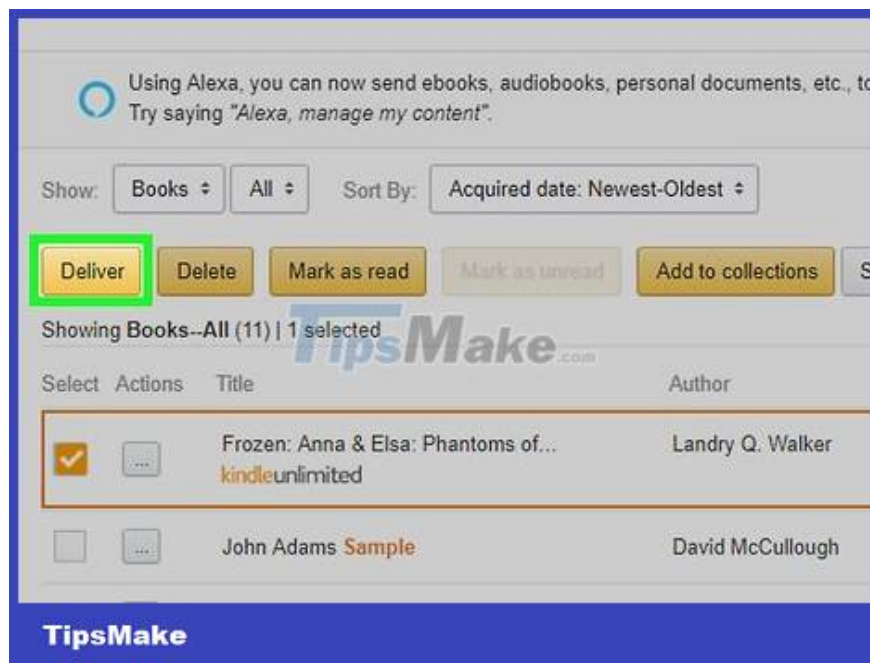 Using Alexa, you can now send ebooks, audiobooks, personal documents, etc., to
Try saying "Alexa, manage my content".
Show: Books All Sort By: Acquired date: Newest-Oldest
Deliver Delete Mark as read Mark as unread Add to collections S
Showing Books--All (11) | 1 selected
TipsMake.com
Select Actions Title Author
Frozen: Anna & Elsa: Phantoms of... Landry Q. Walker
... kindleunlimited
... John Adams Sample David McCullough
TipsMake